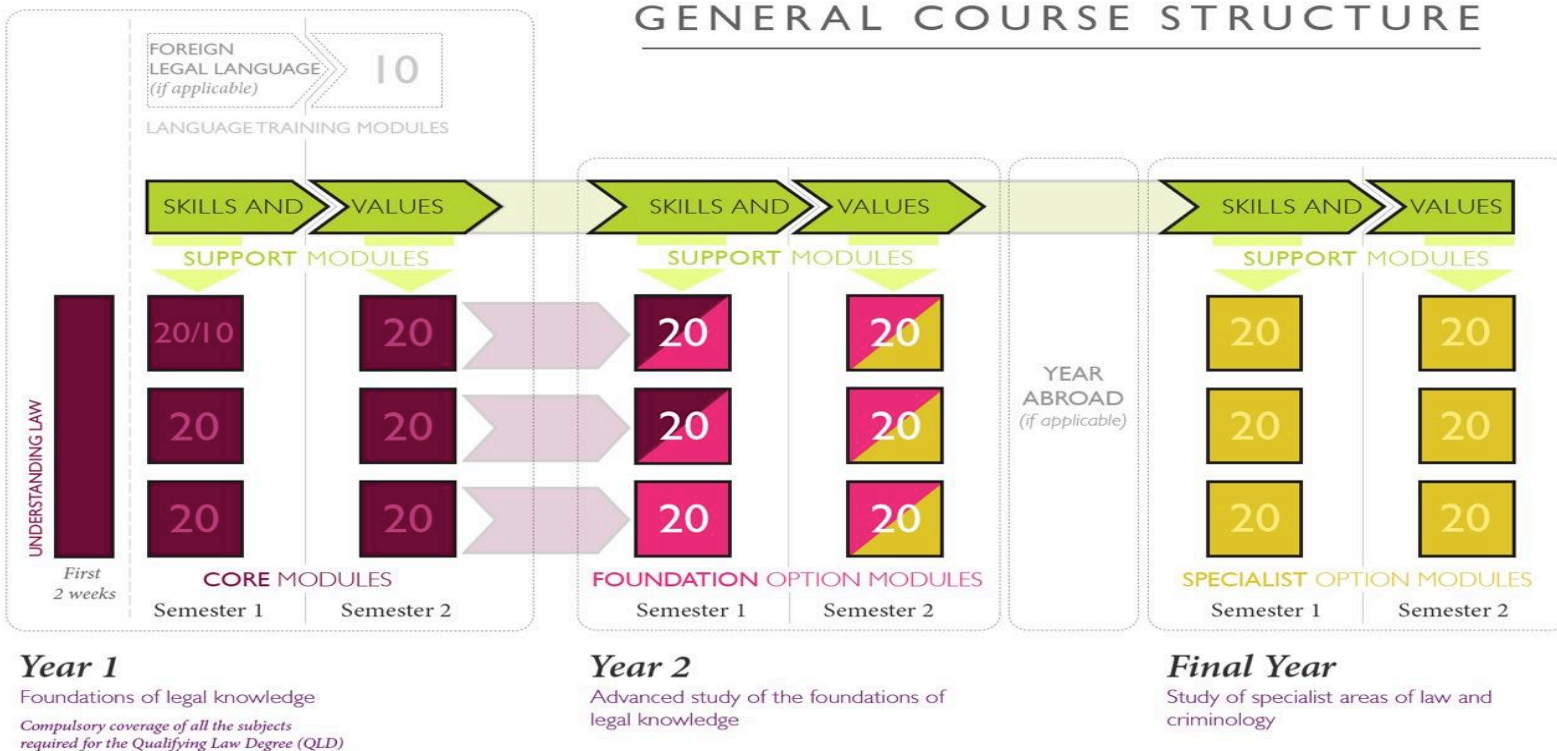 GENERAL COURSE STRUCTURE
FOREIGN
LEGAL LANGUAGE
(if applicable)
10
LANGUAGE TRAINING MODULES
SKILLS AND VALUES
SUPPORT MODULES
SKILLS AND VALUES
SUPPORT MODULES
SKILLS AND VALUES
SUPPORT MODULES
UNDERSTANDING LAW
First
2 weeks
20/10 20
20 20
20 20
CORE MODULES
Semester 1 Semester 2
20 20
20 20
20 20
FOUNDATION OPTION MODULES
Semester 1 Semester 2
YEAR
ABROAD
(if applicable)
20 20
20 20
20 20
SPECIALIST OPTION MODULES
Semester 1 Semester 2
Year 1
Foundations of legal knowledge
Compulsory coverage of all the subjects
required for the Qualifying Law Degree (QLD)
Year 2
Advanced study of the foundations of
legal knowledge
Final Year
Study of specialist areas of law and
criminology